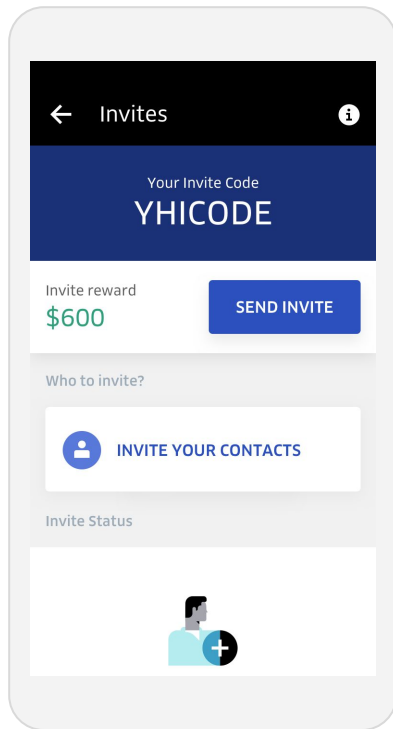 Invites
Your Invite Code
YHICODE
Invite reward
$600
SEND INVITE
Who to invite?
INVITE YOUR CONTACTS
Invite Status